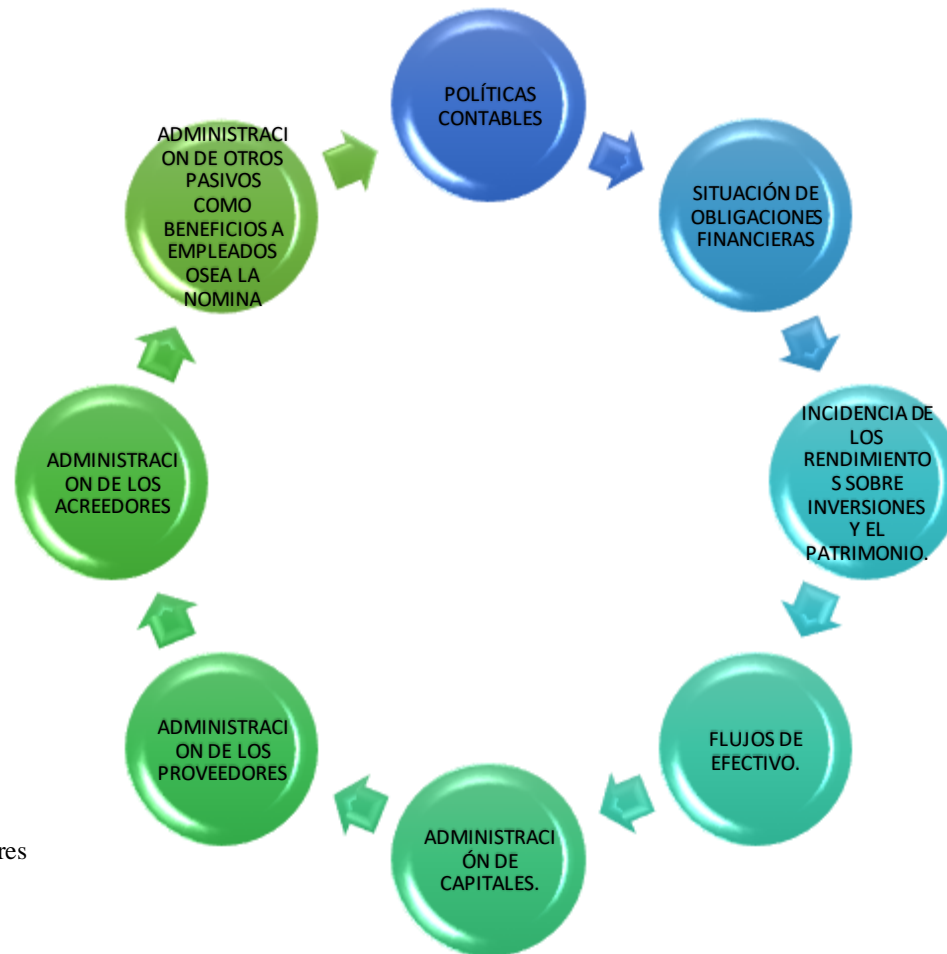 POLÍTICAS
CONTABLES
SITUACIÓN DE
OBLIGACIONES
FINANCIERAS
INCIDENCIA DE
LOS
RENDIMIENTO
S SOBRE
INVERSIONES
Y EL
PATRIMONIO.
FLUJOS DE
EFECTIVO.
ADMINISTRACI
ÓN DE
CAPITALES.
ADMINISTRACI
ON DE LOS
PROVEEDORES
ADMINISTRACI
ON DE LOS
ACREEDORES
ADMINISTRACI
ON DE OTROS
PASIVOS
COMO
BENEFICIOS A
EMPLEADOS
OSEA LA
NOMINA
res